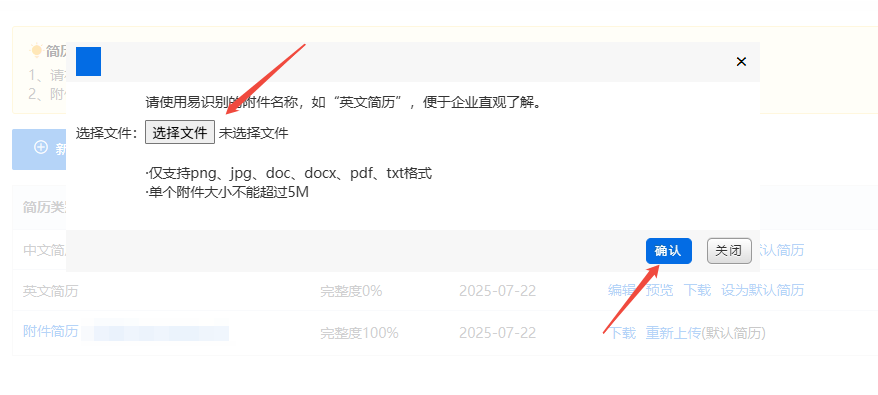 简历
×
1、请
2、附
请使用易识别的附件名称，如“英文简历”，便于企业直观了解。
选择文件： 选择文件 未选择文件
新
·仅支持png、jpg、doc、docx、pdf、txt格式
·单个附件大小不能超过5M
简历类
中文简 确认 关闭 默认简历
英文简历 完整度0% 2025-07-22 编辑 预览 下载 设为默认简历
附件简历 完整度100% 2025-07-22 下载 重新上传(默认简历)